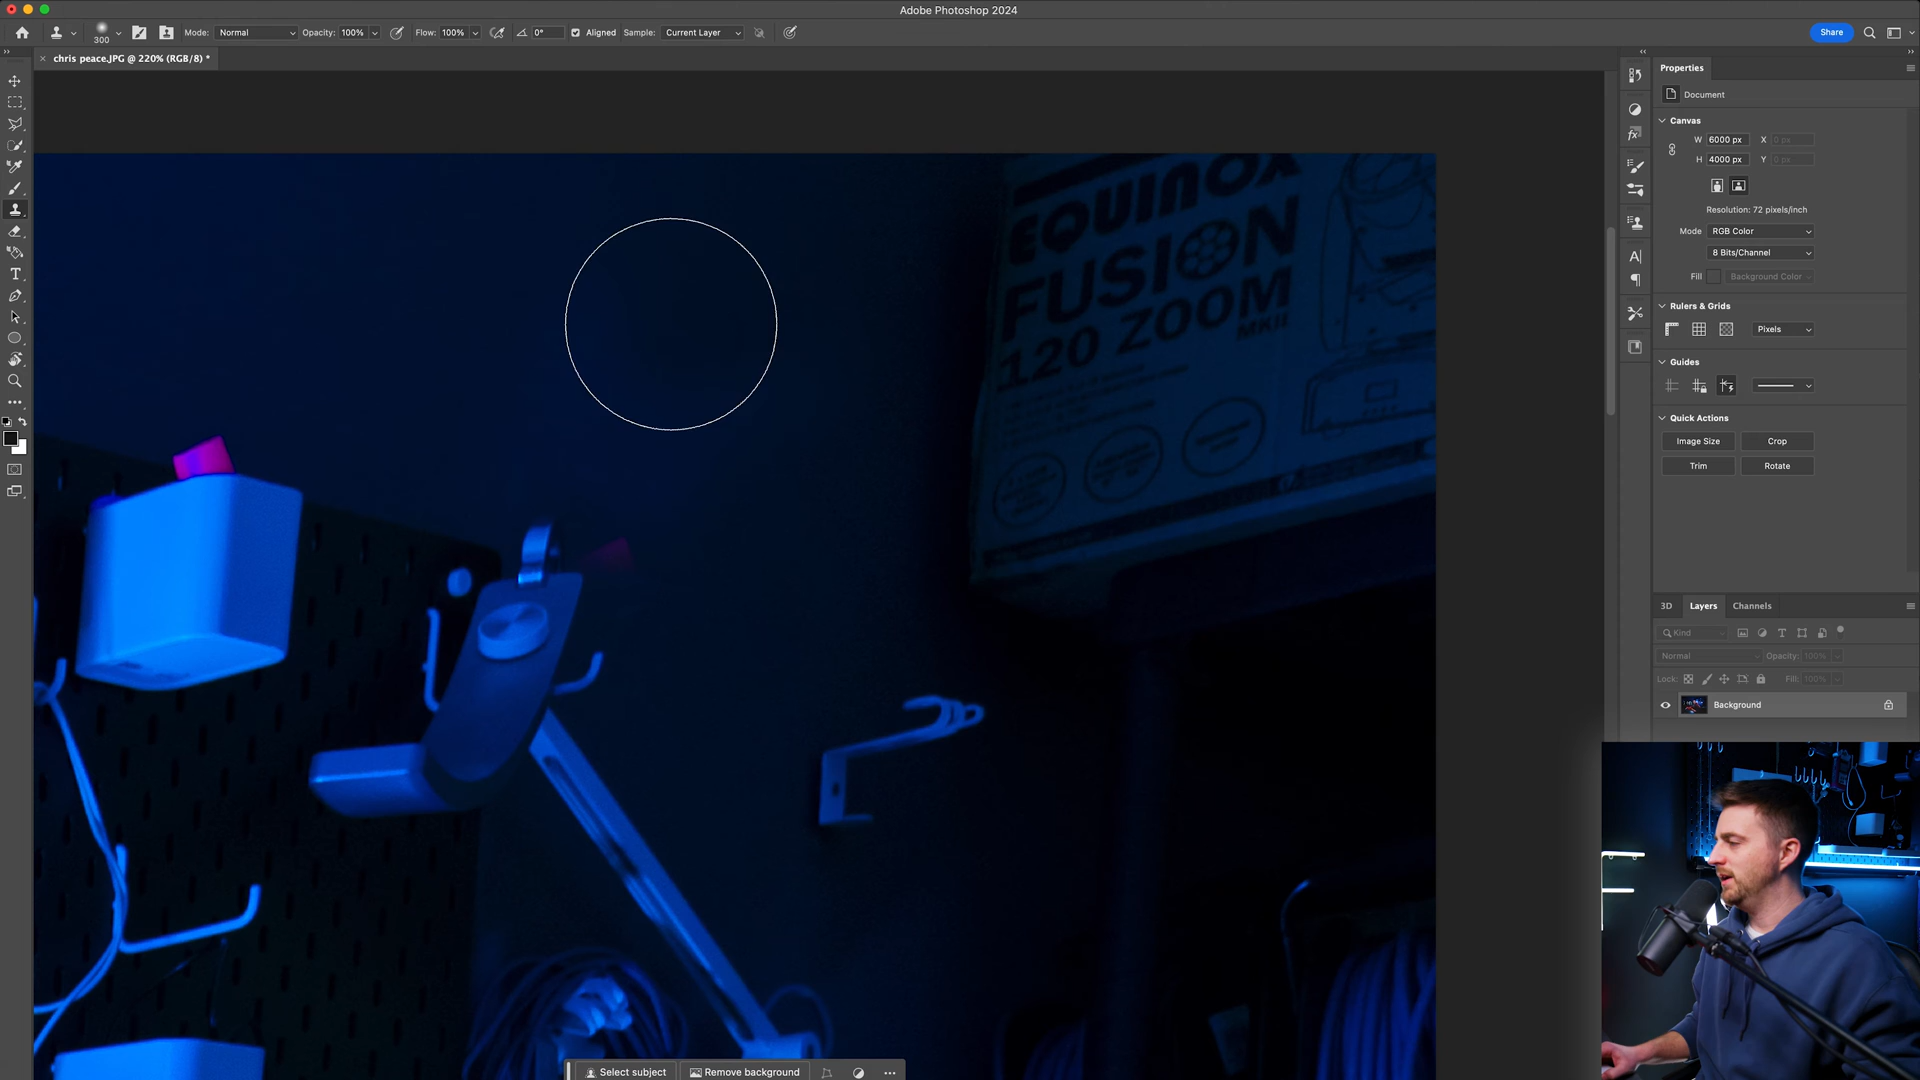 Adobe Photoshop 2024
300
Mode: Normal
Opacity: 100%
Flow: 100%
0°
Aligned
Sample: Current Layer
Share
× chris peace.JPG @ 220% (RGB/8) *
Properties
Document
Canvas
W 6000 px X 0 px
H 4000 px Y 0 px
Resolution: 72 pixels/inch
Mode RGB Color
8 Bits/Channel
Fill Background Color
Rulers & Grids
Pixels
Guides
Quick Actions
Image Size Crop
Trim Rotate
3D Layers Channels
Kind
Normal Opacity: 100%
Lock: Fill: 100%
Background
EQUINOX
FUSION
120 ZOOM
MKII
Select subject Remove background